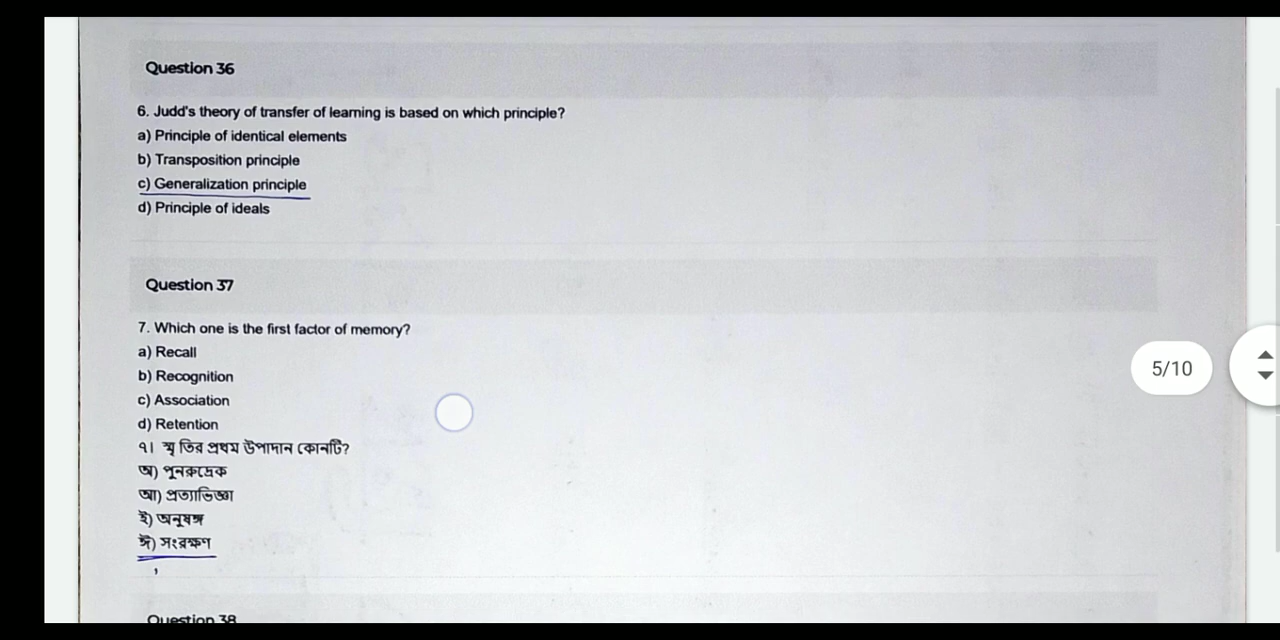 Question 36
6. Judd's theory of transfer of learning is based on which principle?
a) Principle of identical elements
b) Transposition principle
c) Generalization principle
d) Principle of ideals
Question 37
7. Which one is the first factor of memory?
a) Recall
b) Recognition
c) Association
d) Retention
৭। স্মৃতির প্রথম উপাদান কোনটি?
অ) পুনরুদ্রেক
আ) প্রত্যাভিজ্ঞা
ই) অনুষঙ্গ
ঈ) সংরক্ষণ
5/10
Question 38